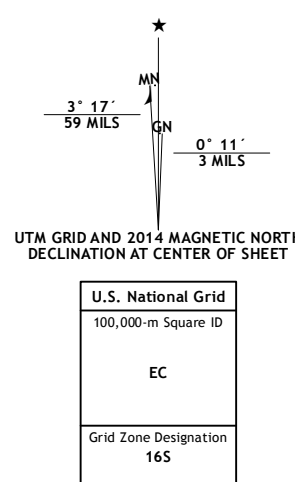 ★
MN
3° 17´
59 MILS
GN
0° 11´
3 MILS
UTM GRID AND 2014 MAGNETIC NORTH
DECLINATION AT CENTER OF SHEET
U.S. National Grid
100,000-m Square ID
EC
Grid Zone Designation
16S